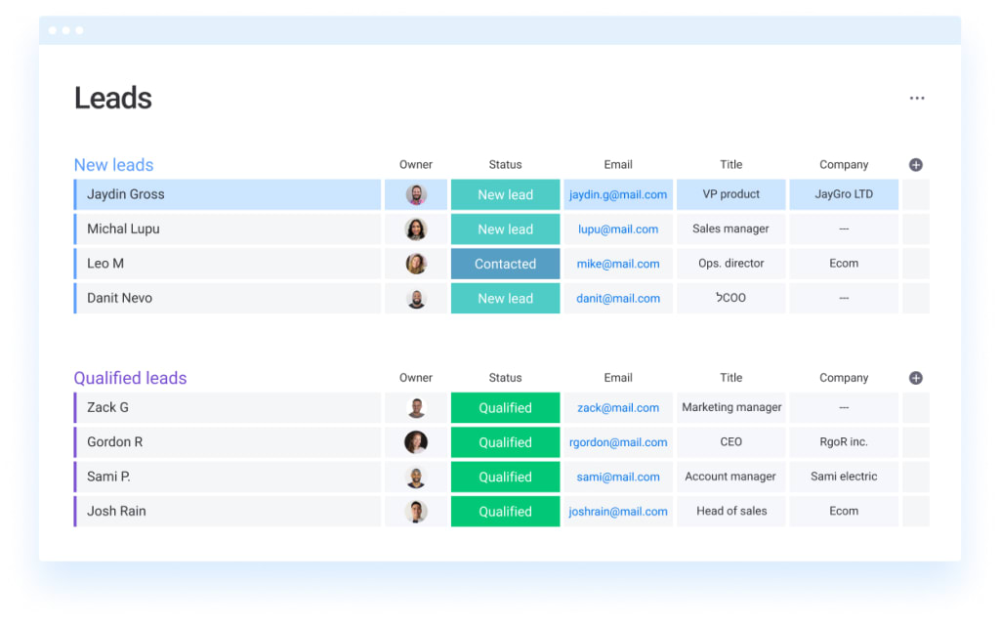 Leads
New leads Owner Status Email Title Company
Jaydin Gross New lead jaydin.g@mail.com VP product JayGro LTD
Michal Lupu New lead lupu@mail.com Sales manager ---
Leo M Contacted mike@mail.com Ops. director Ecom
Danit Nevo New lead danit@mail.com לCOO ---
Qualified leads Owner Status Email Title Company
Zack G Qualified zack@mail.com Marketing manager ---
Gordon R Qualified rgordon@mail.com CEO RgoR inc.
Sami P. Qualified sami@mail.com Account manager Sami electric
Josh Rain Qualified joshrain@mail.com Head of sales Ecom